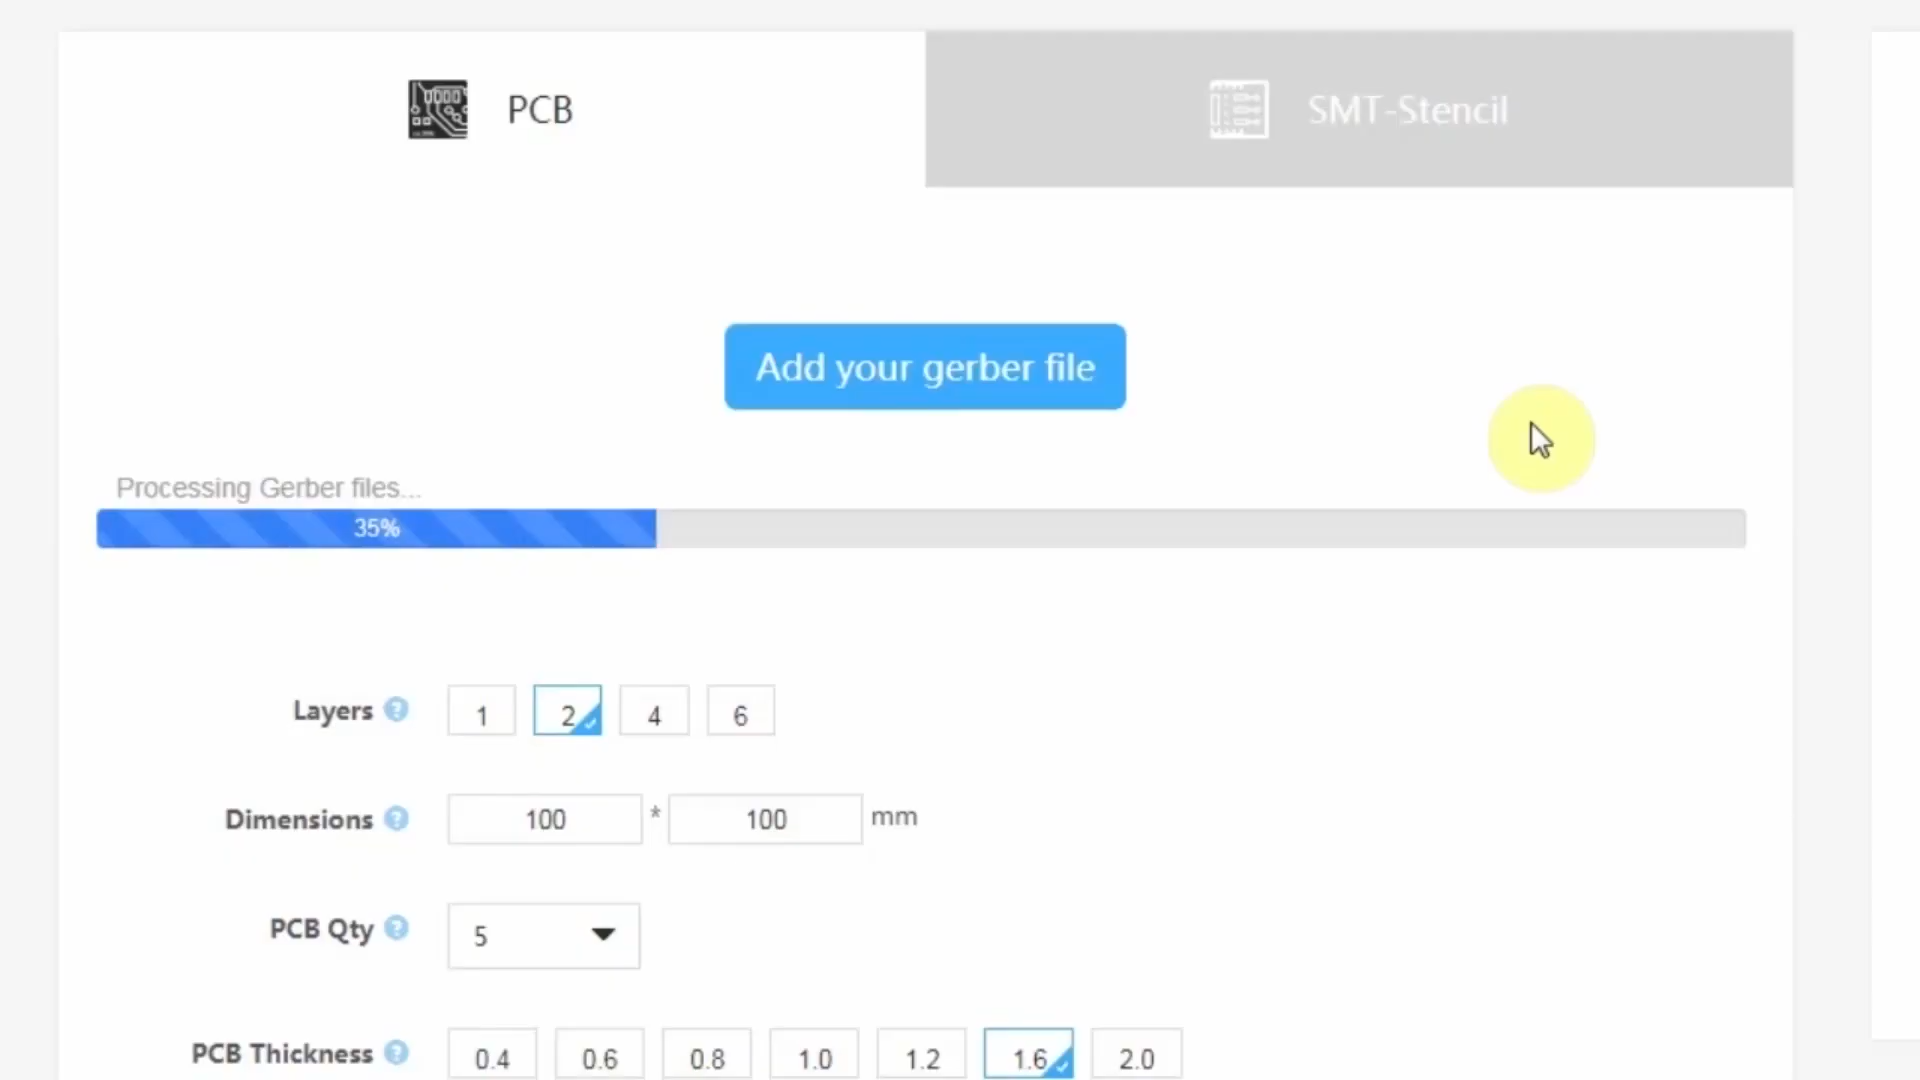 PCB
SMT-Stencil
Add your gerber file
Processing Gerber files...
35%
Layers ? 1 2 4 6
Dimensions ? 100 * 100 mm
PCB Qty ? 5
PCB Thickness ? 0.4 0.6 0.8 1.0 1.2 1.6 2.0